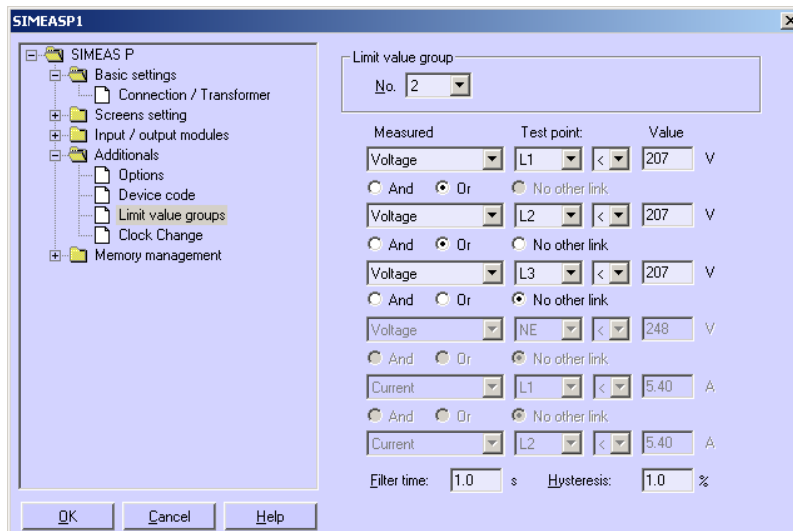 SIMEASP1
SIMEAS P
Basic settings
Connection / Transformer
Screens setting
Input / output modules
Additionals
Options
Device code
Limit value groups
Clock Change
Memory management
Limit value group
No. 2
Measured Test point: Value
Voltage L1 < 207 V
And Or No other link
Voltage L2 < 207 V
And Or No other link
Voltage L3 < 207 V
And Or No other link
Voltage NE < 248 V
And Or No other link
Current L1 < 5.40 A
And Or No other link
Current L2 < 5.40 A
Filter time: 1.0 s Hysteresis: 1.0 %
OK Cancel Help